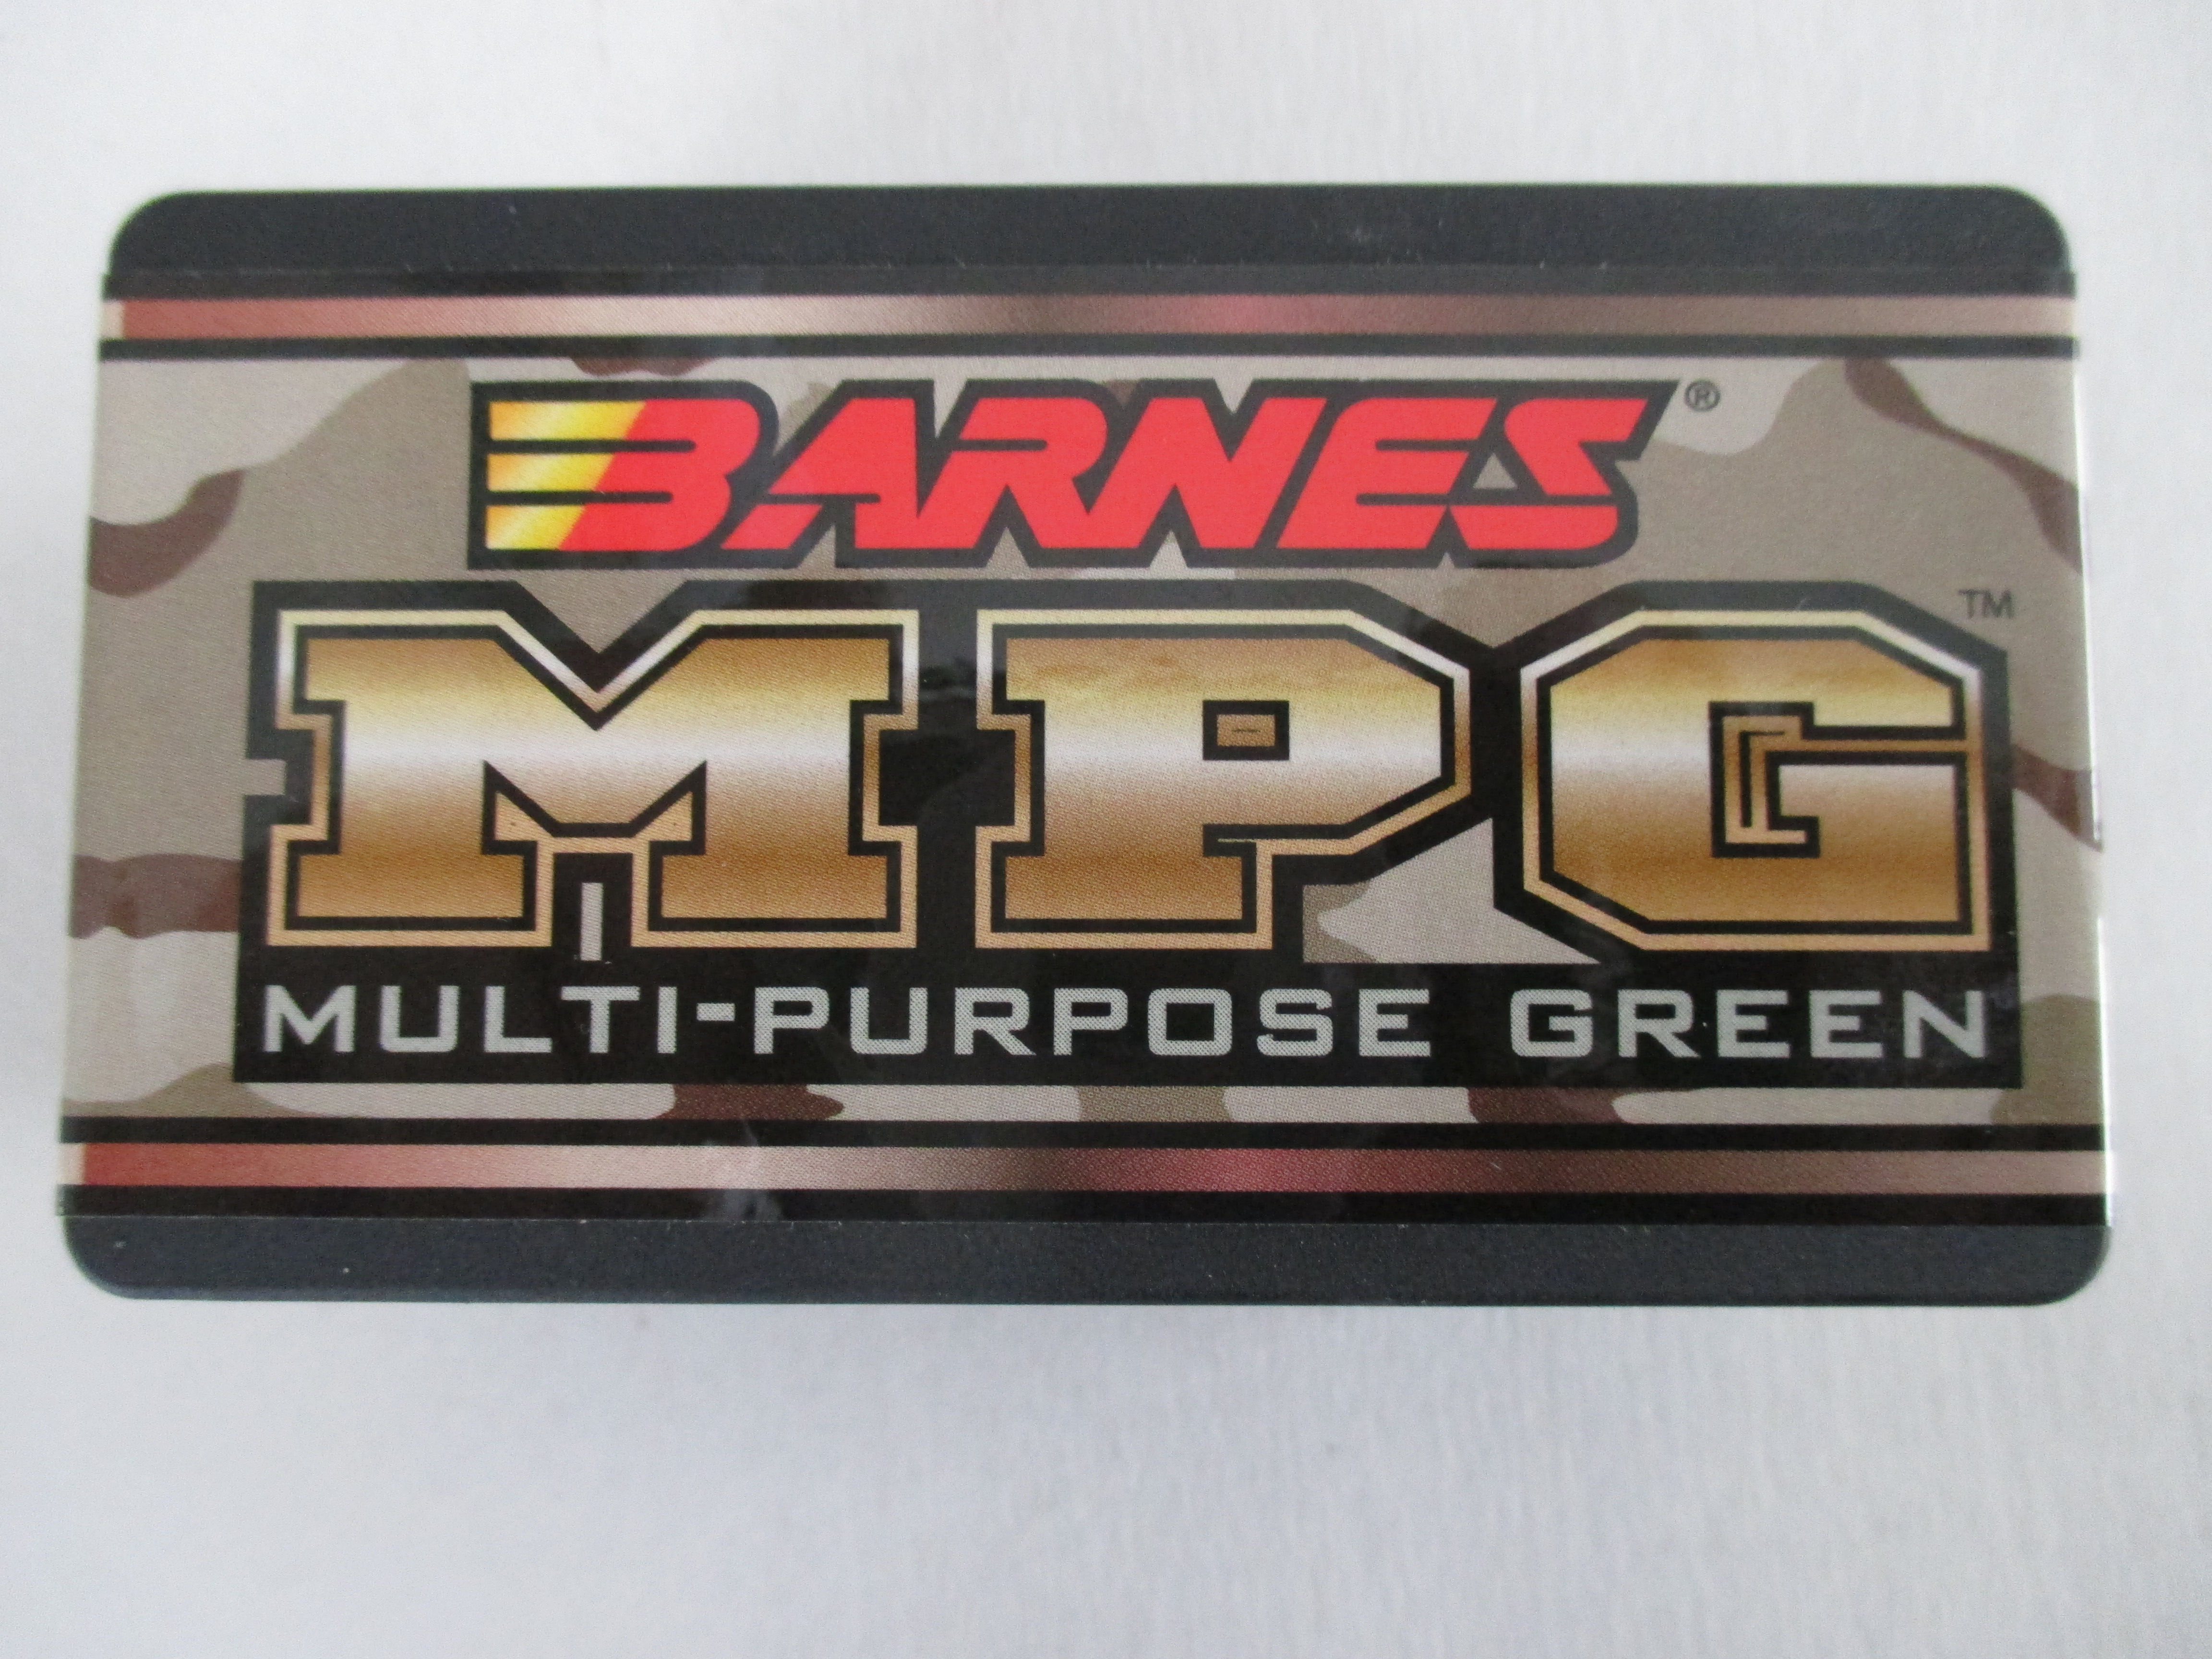 BARNES®
MPG™
MULTI-PURPOSE GREEN